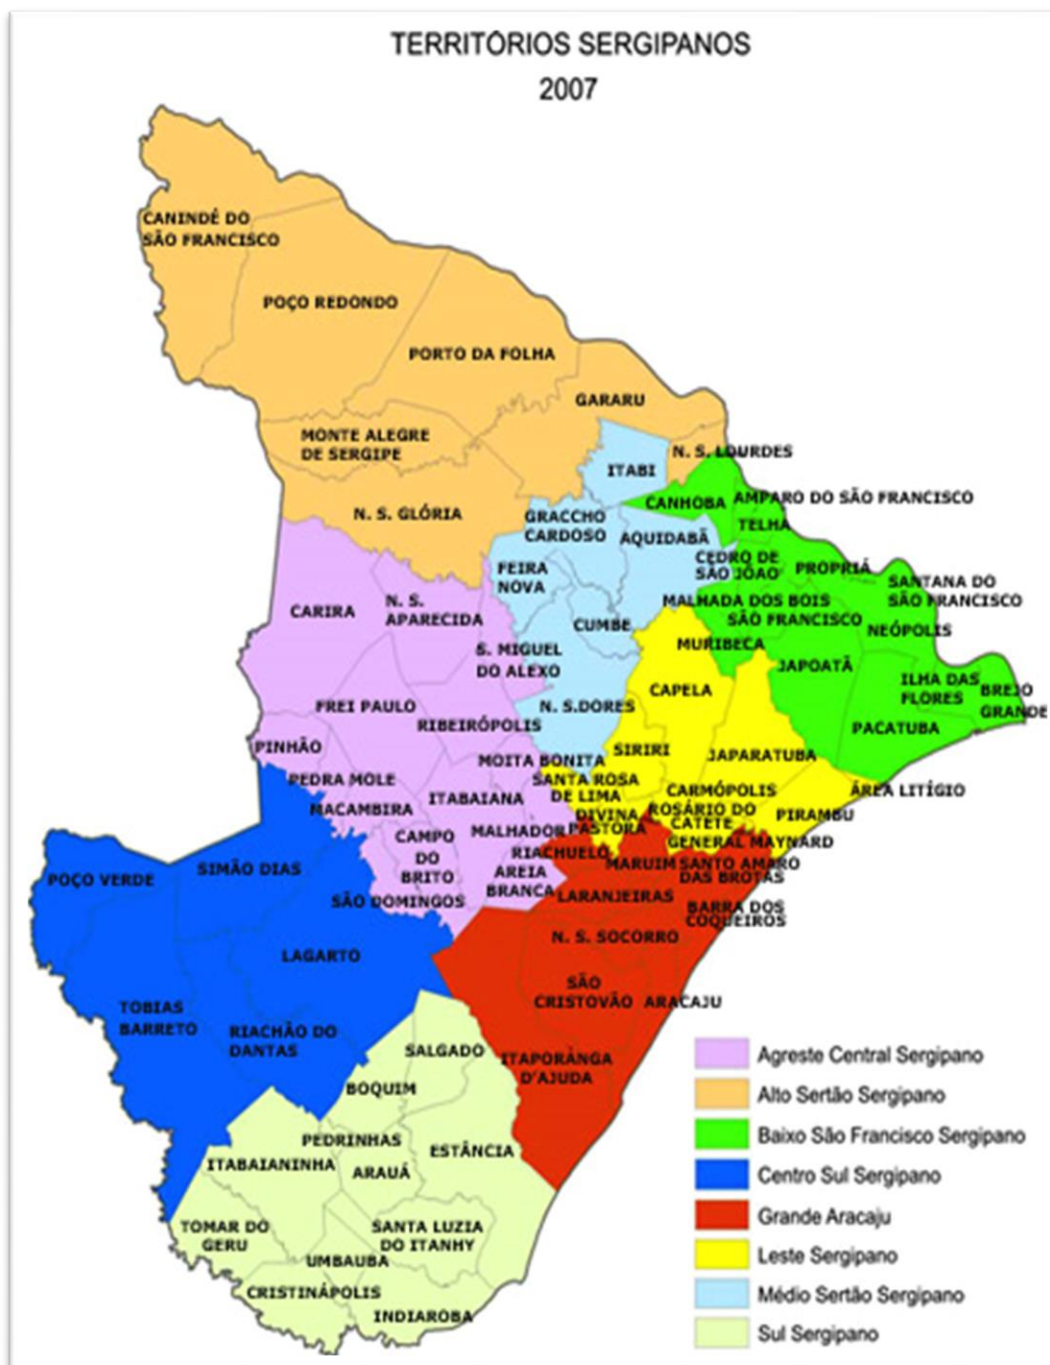 TERRITÓRIOS SERGIPANOS
2007
CANINDÉ DO
SÃO FRANCISCO
POÇO REDONDO
PORTO DA FOLHA
GARARU
MONTE ALEGRE
DE SERGIPE
N. S. LOURDES
ITABI
N. S. GLÓRIA
CANHOBA
AMPARO DO SÃO FRANCISCO
GRACCHO
CARDOSO
AQUIDABÃ
TELHA
FEIRA
NOVA
CEDRO DE
SÃO JOÃO
PROPRIÁ
SANTANA DO
SÃO FRANCISCO
CARIRA
N. S.
APARECIDA
MALHADA DOS BOIS
SÃO FRANCISCO
CUMBE
NEÓPOLIS
MURIBECA
S. MIGUEL
DO ALEXO
JAPOATÃ
CAPELA
ILHA DAS
FLORES
BREJO
GRANDE
FREI PAULO
RIBEIRÓPOLIS
N. S.DORES
PACATUBA
PINHÃO
SIRIRI
JAPARATUBA
MOITA BONITA
PEDRA MOLE
SANTA ROSA
DE LIMA
CARMÓPOLIS
ÁREA LITÍGIO
MACAMBIRA
ITABAIANA
DIVINA
PASTORA
ROSÁRIO DO
CATETE
PIRAMBU
CAMPO
DO
BRITO
MALHADOR
GENERAL MAYNARD
RIACHUELO
MARUIM
SANTO AMARO
DAS BROTAS
POÇO VERDE
SIMÃO DIAS
AREIA
BRANCA
SÃO DOMINGOS
LARANJEIRAS
BARRA DOS
COQUEIROS
N. S. SOCORRO
LAGARTO
SÃO
CRISTOVÃO
ARACAJU
TOBIAS
BARRETO
RIACHÃO DO
DANTAS
SALGADO
ITAPORÀNGA
D'AJUDA
BOQUIM
PEDRINHAS
ESTÂNCIA
ITABAIANINHA
ARAUÁ
TOMAR DO
GERU
SANTA LUZIA
DO ITANHY
UMBAUBÁ
CRISTINÁPOLIS
INDIAROBA
Agreste Central Sergipano
Alto Sertão Sergipano
Baixo São Francisco Sergipano
Centro Sul Sergipano
Grande Aracaju
Leste Sergipano
Médio Sertão Sergipano
Sul Sergipano